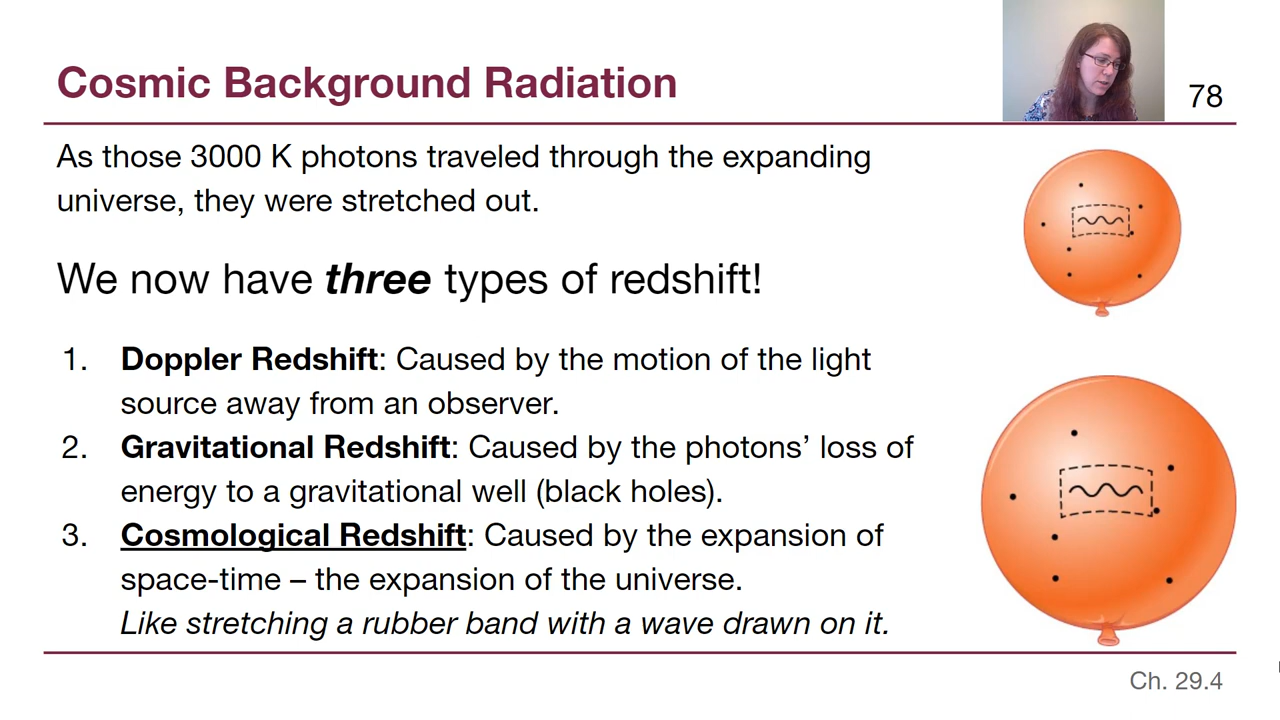 Cosmic Background Radiation
78
As those 3000 K photons traveled through the expanding
universe, they were stretched out.
We now have three types of redshift!
1. Doppler Redshift: Caused by the motion of the light
source away from an observer.
2. Gravitational Redshift: Caused by the photons’ loss of
energy to a gravitational well (black holes).
3. Cosmological Redshift: Caused by the expansion of
space-time – the expansion of the universe.
Like stretching a rubber band with a wave drawn on it.
Ch. 29.4